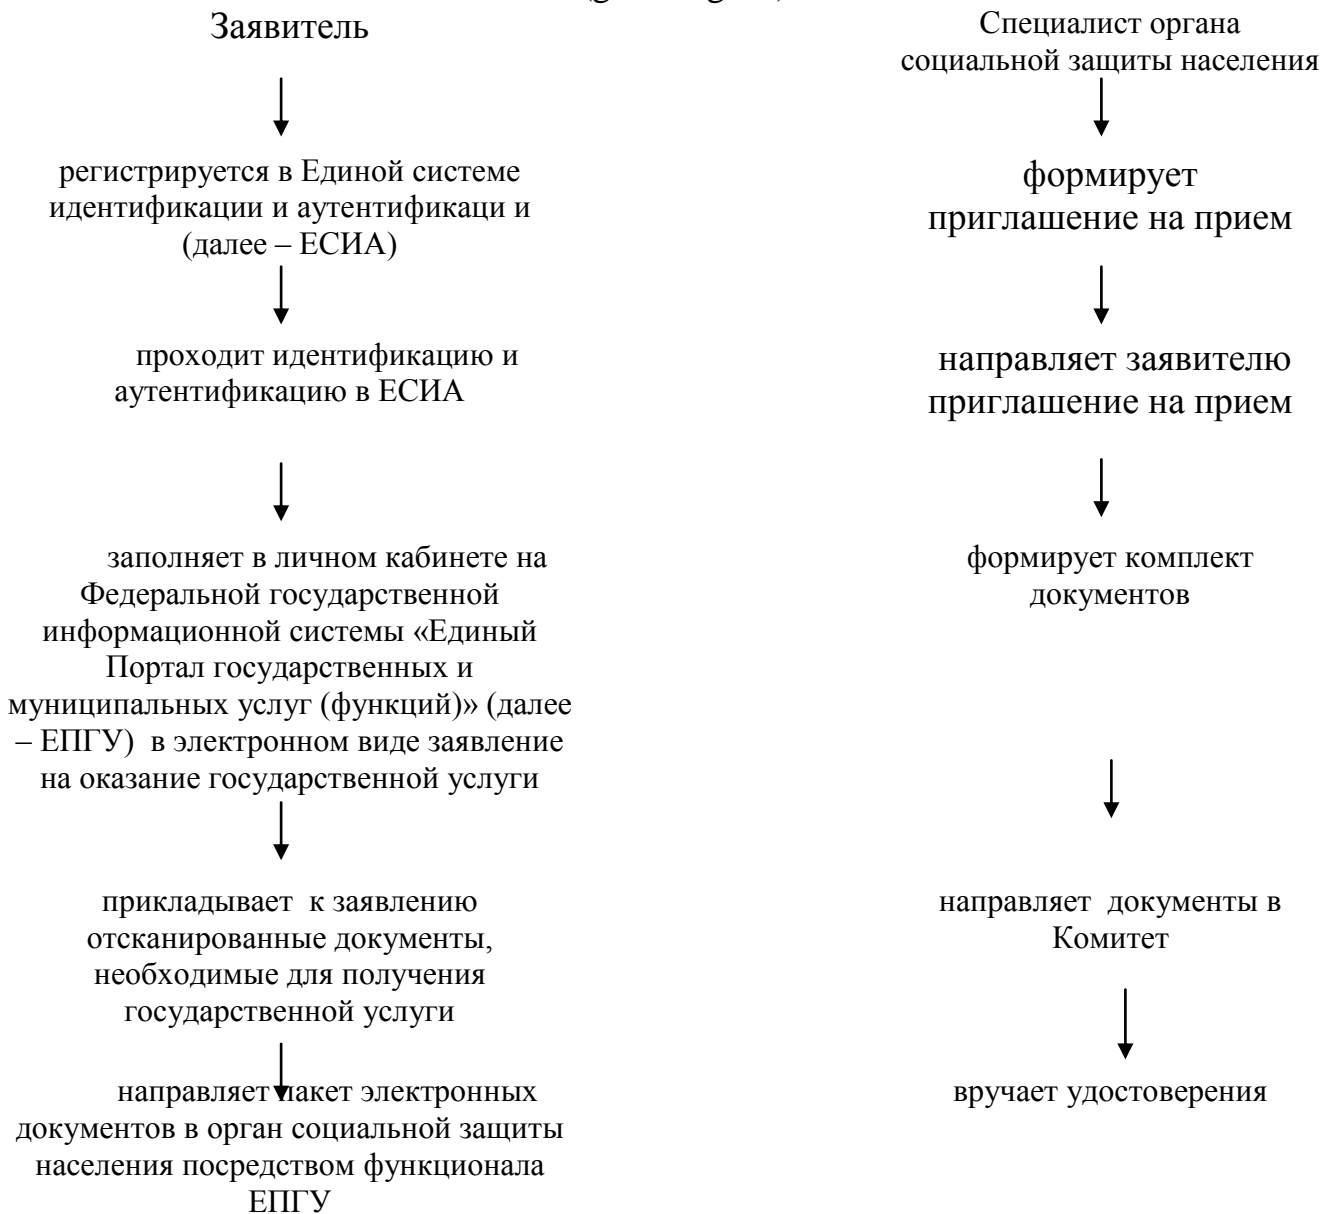 Заявитель
регистрируется в Единой системе
идентификации и аутентификаци и
(далее – ЕСИА)
проходит идентификацию и
аутентификацию в ЕСИА
заполняет в личном кабинете на
Федеральной государственной
информационной системы «Единый
Портал государственных и
муниципальных услуг (функций)» (далее
– ЕПГУ)  в электронном виде заявление
на оказание государственной услуги
прикладывает  к заявлению
отсканированные документы,
необходимые для получения
государственной услуги
направляет пакет электронных
документов в орган социальной защиты
населения посредством функционала
ЕПГУ
Специалист органа
социальной защиты населения
формирует
приглашение на прием
направляет заявителю
приглашение на прием
формирует комплект
документов
направляет  документы в
Комитет
вручает удостоверения